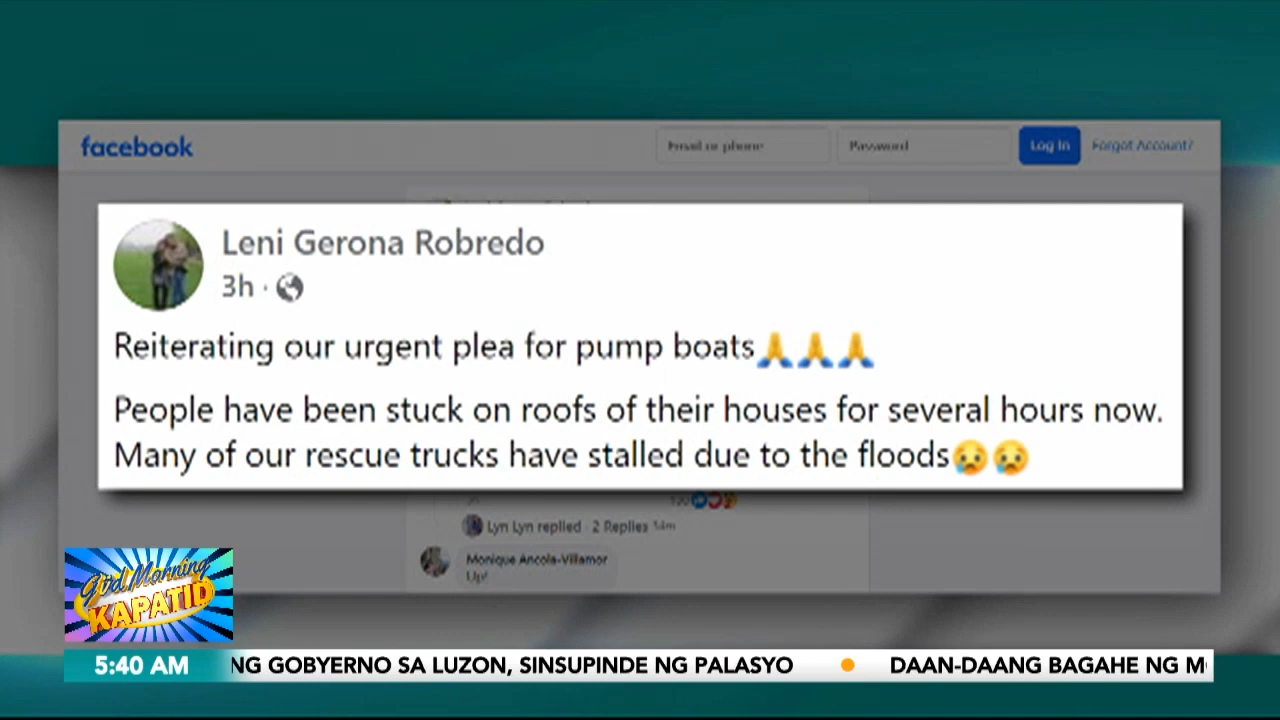 facebook
Email or phone
Password
Log In
Forgot Account?
Leni Gerona Robredo
3h ·
Reiterating our urgent plea for pump boats🙏🙏🙏
People have been stuck on roofs of their houses for several hours now.
Many of our rescue trucks have stalled due to the floods😢😢
Lyn Lyn replied · 2 Replies 54m
Monique Ancola-Villamor
Up!
Gud Morning
KAPATID
5:40 AM
NG GOBYERNO SA LUZON, SINSUPINDE NG PALASYO
DAAN-DAANG BAGAHE NG